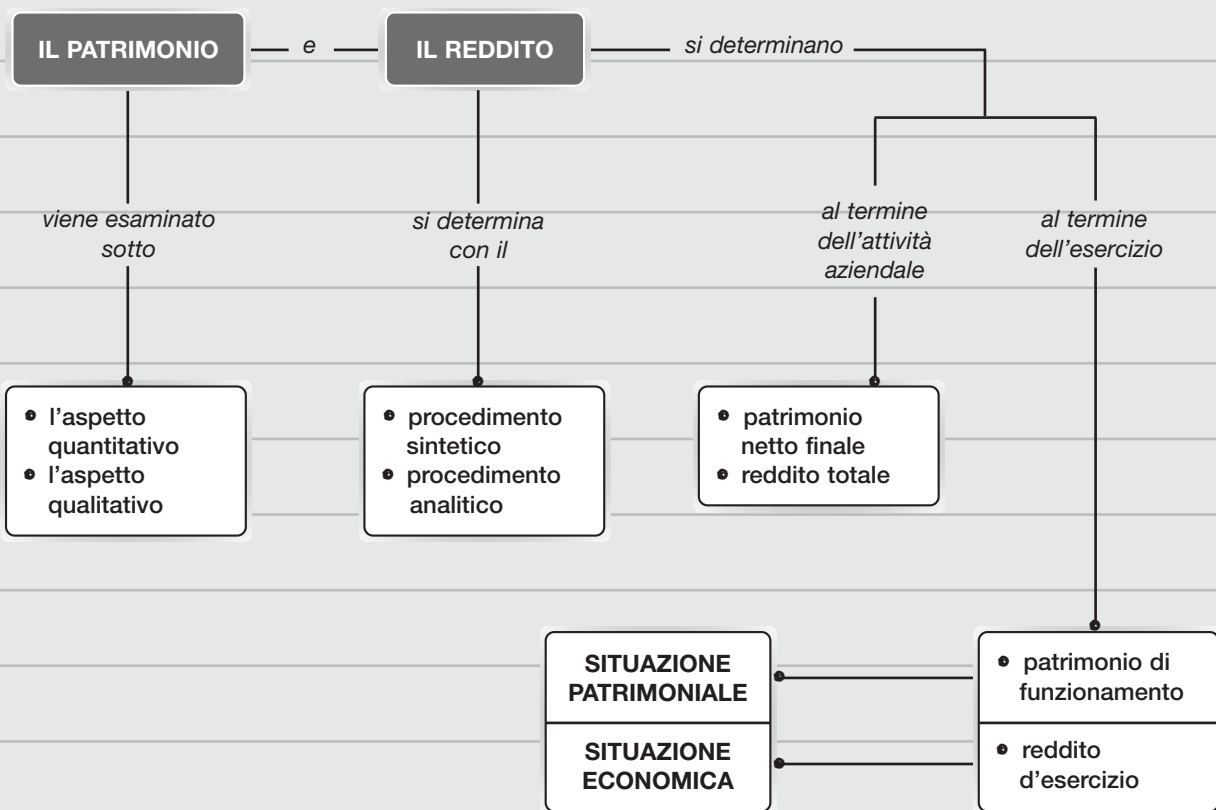 IL PATRIMONIO
e
IL REDDITO
si determinano
viene esaminato
sotto
si determina
con il
al termine
dell'attività
aziendale
al termine
dell'esercizio
• l'aspetto
quantitativo
• l'aspetto
qualitativo
• procedimento
sintetico
• procedimento
analitico
• patrimonio
netto finale
• reddito totale
SITUAZIONE
PATRIMONIALE
SITUAZIONE
ECONOMICA
• patrimonio di
funzionamento
• reddito
d'esercizio